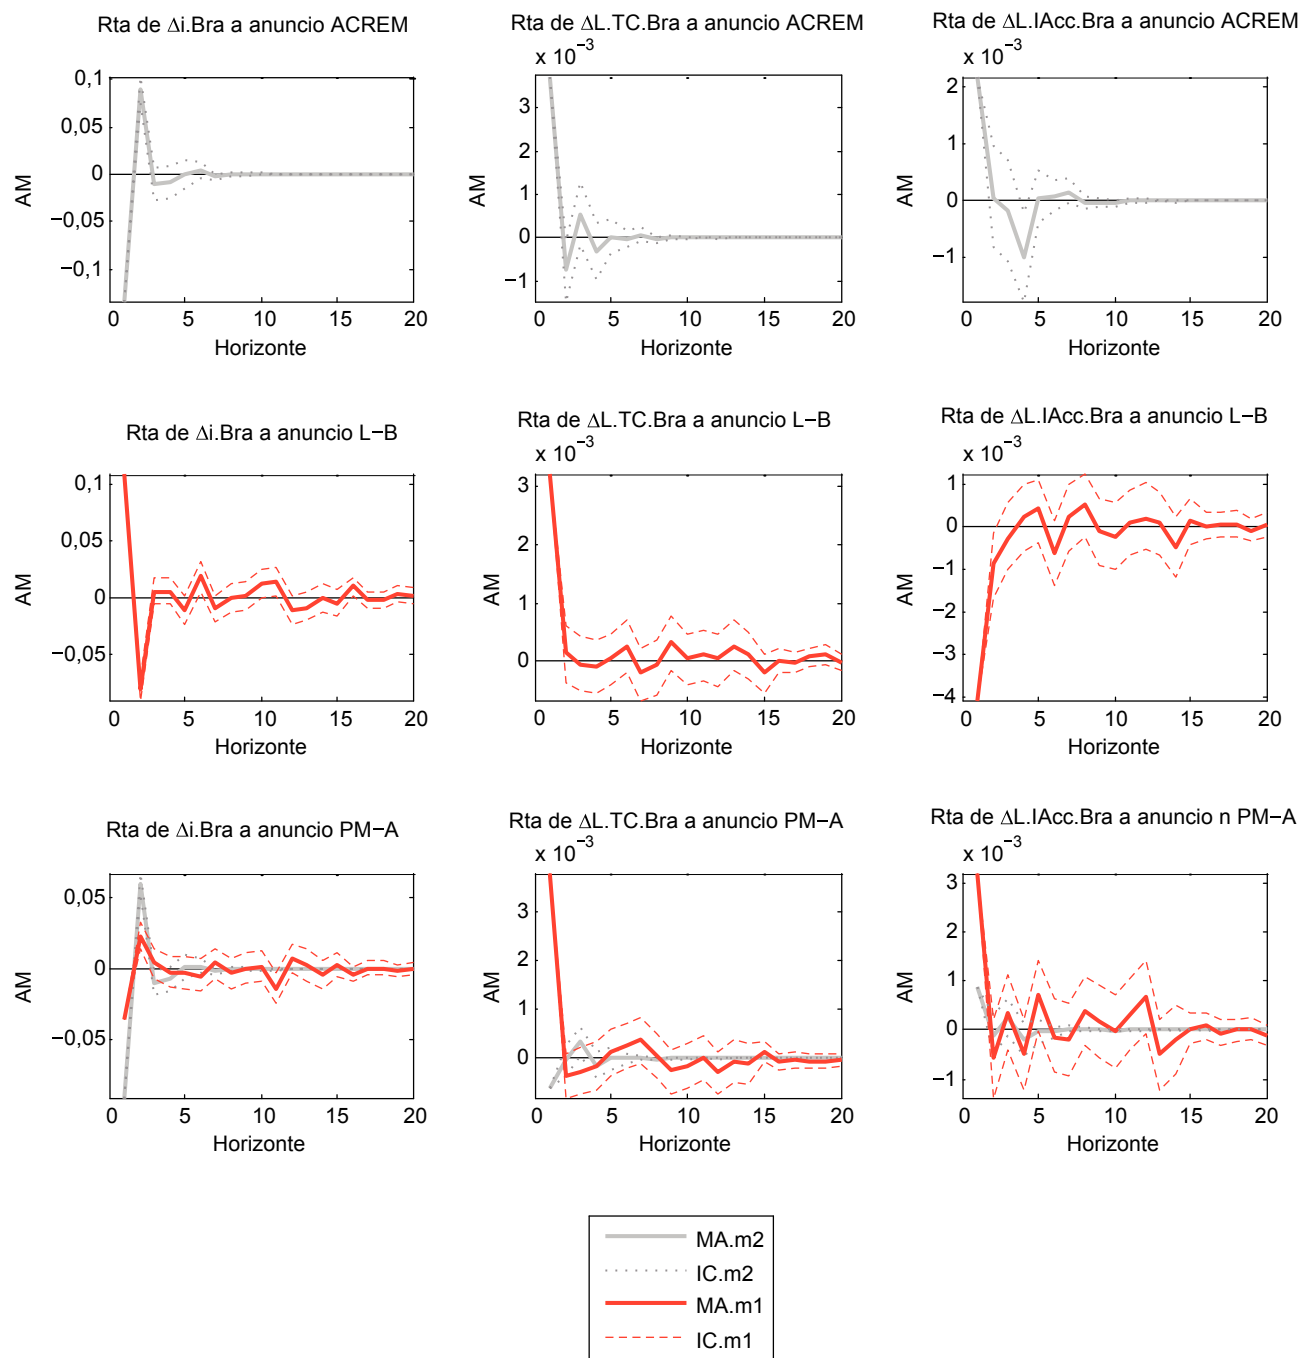 Rta de Δi.Bra a anuncio ACREM
0,1
0,05
0
−0,05
−0,1
AM
0 5 10 15 20
Horizonte
Rta de ΔL.TC.Bra a anuncio ACREM
x 10⁻³
3
2
1
0
−1
AM
0 5 10 15 20
Horizonte
Rta de ΔL.IAcc.Bra a anuncio ACREM
x 10⁻³
2
1
0
−1
AM
0 5 10 15 20
Horizonte
Rta de Δi.Bra a anuncio L−B
0,1
0,05
0
−0,05
AM
0 5 10 15 20
Horizonte
Rta de ΔL.TC.Bra a anuncio L−B
x 10⁻³
3
2
1
0
AM
0 5 10 15 20
Horizonte
Rta de ΔL.IAcc.Bra a anuncio L−B
x 10⁻³
1
0
−1
−2
−3
−4
AM
0 5 10 15 20
Horizonte
Rta de Δi.Bra a anuncio PM−A
0,05
0
−0,05
AM
0 5 10 15 20
Horizonte
Rta de ΔL.TC.Bra a anuncio PM−A
x 10⁻³
3
2
1
0
AM
0 5 10 15 20
Horizonte
Rta de ΔL.IAcc.Bra a anuncio n PM−A
x 10⁻³
3
2
1
0
−1
AM
0 5 10 15 20
Horizonte
MA.m2
IC.m2
MA.m1
IC.m1